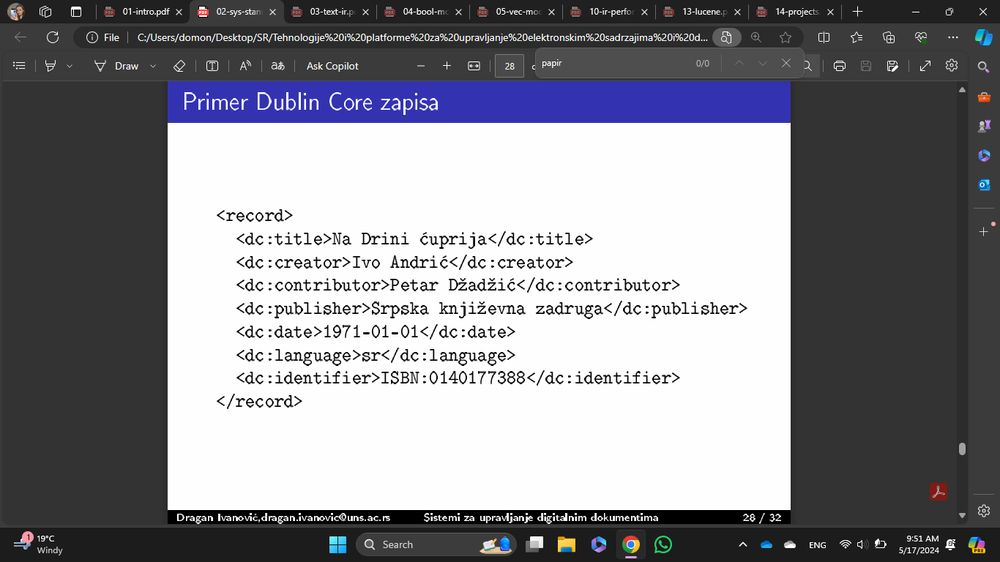 01-intro.pdf
02-sys-stan
03-text-ir.p
04-bool-mo
05-vec-mod
10-ir-perfor
13-lucene.p
14-projects.
File
C:/Users/domon/Desktop/SR/Tehnologije%20i%20platforme%20za%20upravljanje%20elektronskim%20sadrzajima%20i%20d...
Draw
aあ
Ask Copilot
28
papir
0/0
Primer Dublin Core zapisa
<record>
<dc:title>Na Drini ćuprija</dc:title>
<dc:creator>Ivo Andrić</dc:creator>
<dc:contributor>Petar Džadžić</dc:contributor>
<dc:publisher>Srpska književna zadruga</dc:publisher>
<dc:date>1971-01-01</dc:date>
<dc:language>sr</dc:language>
<dc:identifier>ISBN:0140177388</dc:identifier>
</record>
Dragan Ivanović,dragan.ivanovic@uns.ac.rs Sistemi za upravljanje digitalnim dokumentima 28 / 32
1
19°C
Windy
Search
ENG
9:51 AM
5/17/2024
PRE